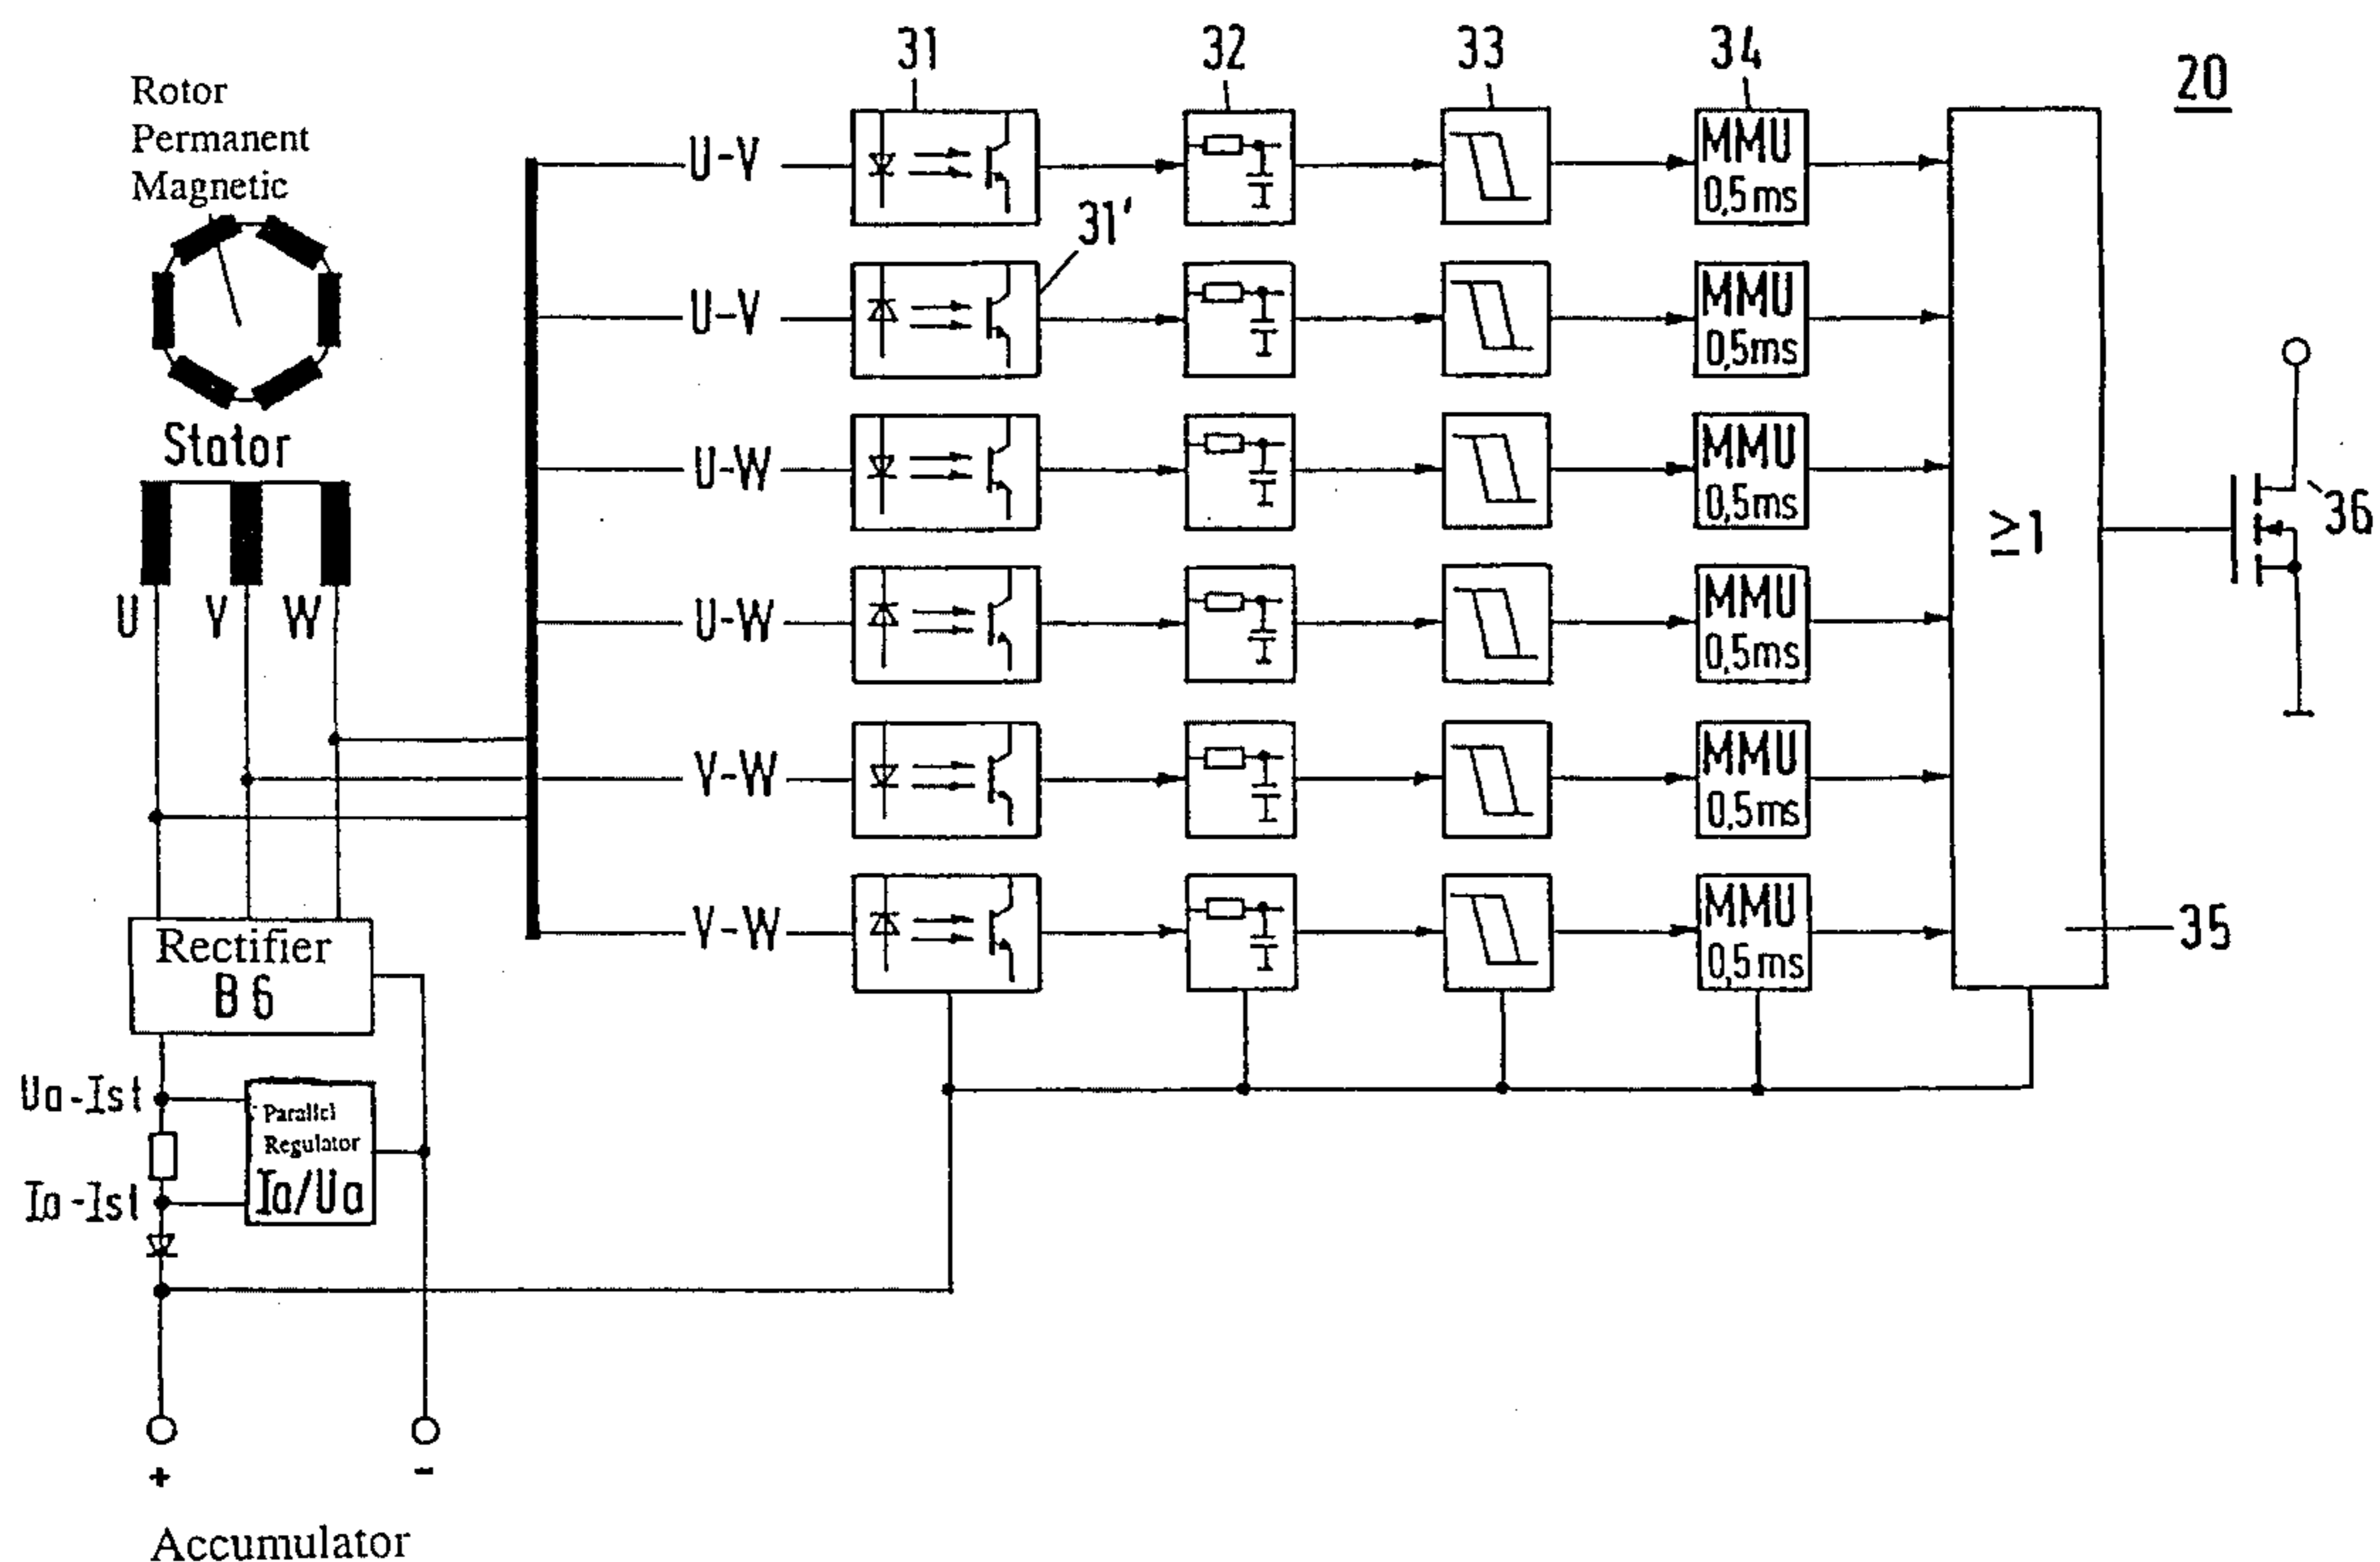 31
32
33
34
20
Rotor
Permanent
Magnetic
U-V
MMU
0,5ms
31'
U-V
MMU
0,5ms
Stator
U-W
MMU
0,5ms
≥1
36
U
V
W
U-W
MMU
0,5ms
V-W
MMU
0,5ms
V-W
MMU
0,5ms
35
Rectifier
B6
Ua-Ist
Parallel
Regulator
Ia/Ua
Ia-Ist
+
-
Accumulator